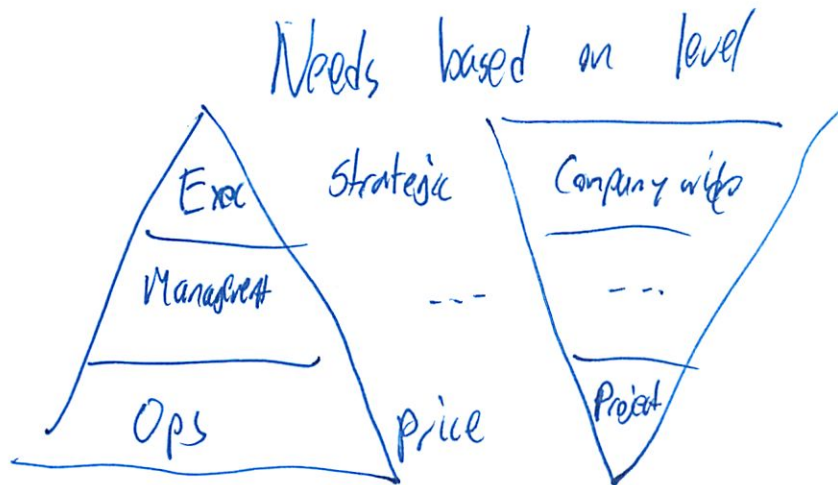 Needs based on level
Exec strategic Company wide
Management --- ---
Ops price Project